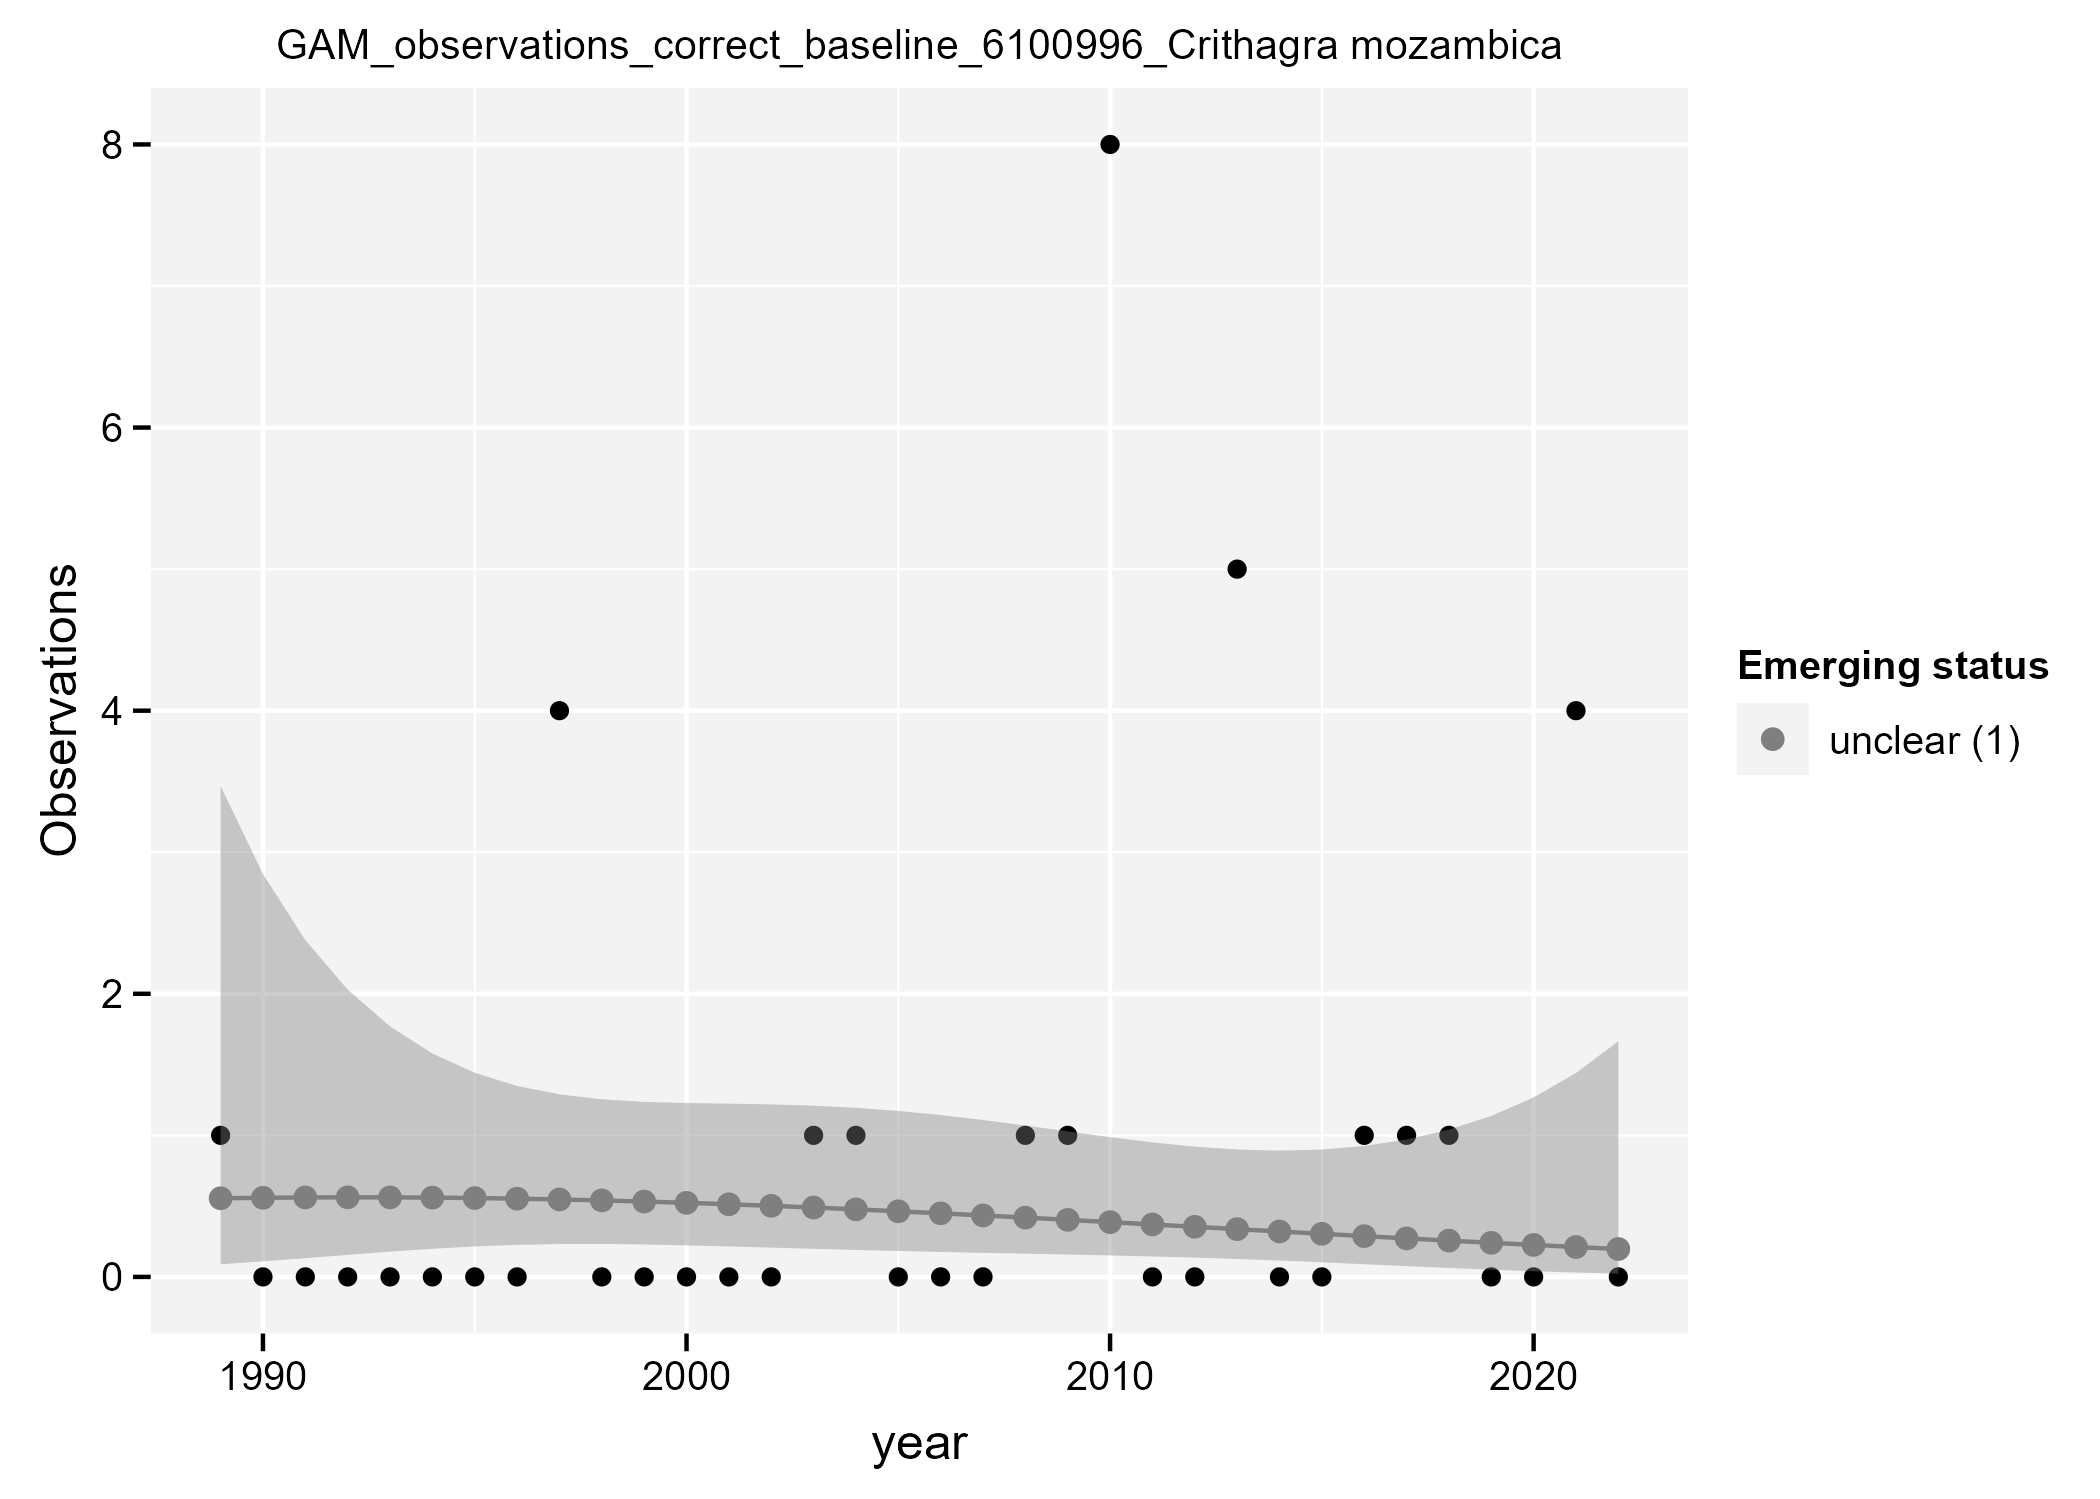 GAM_observations_correct_baseline_6100996_Crithagra mozambica
8
6
4
2
0
Observations
1990
2000
2010
2020
year
Emerging status
unclear (1)